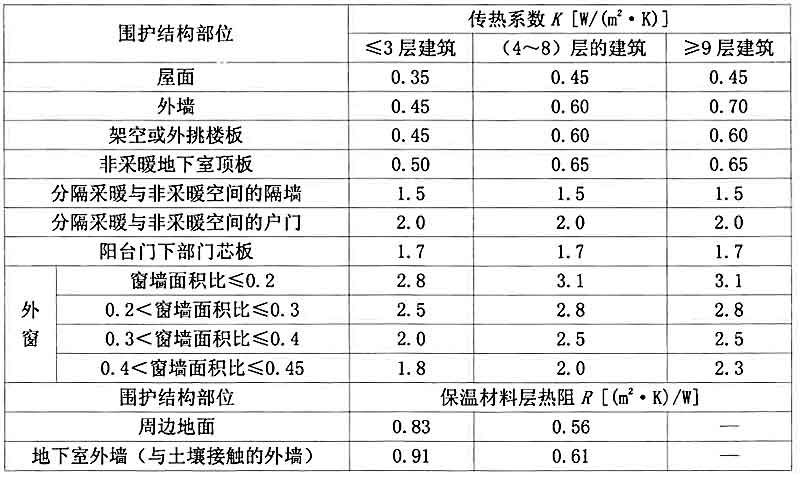 围护结构部位 传热系数 K [W/(m²·K)]
≤3 层建筑 (4～8) 层的建筑 ≥9 层建筑
屋面 0.35 0.45 0.45
外墙 0.45 0.60 0.70
架空或外挑楼板 0.45 0.60 0.60
非采暖地下室顶板 0.50 0.65 0.65
分隔采暖与非采暖空间的隔墙 1.5 1.5 1.5
分隔采暖与非采暖空间的户门 2.0 2.0 2.0
阳台门下部门芯板 1.7 1.7 1.7
外窗 窗墙面积比≤0.2 2.8 3.1 3.1
0.2<窗墙面积比≤0.3 2.5 2.8 2.8
0.3<窗墙面积比≤0.4 2.0 2.5 2.5
0.4<窗墙面积比≤0.45 1.8 2.0 2.3
围护结构部位 保温材料层热阻 R [(m²·K)/W]
周边地面 0.83 0.56 —
地下室外墙（与土壤接触的外墙） 0.91 0.61 —